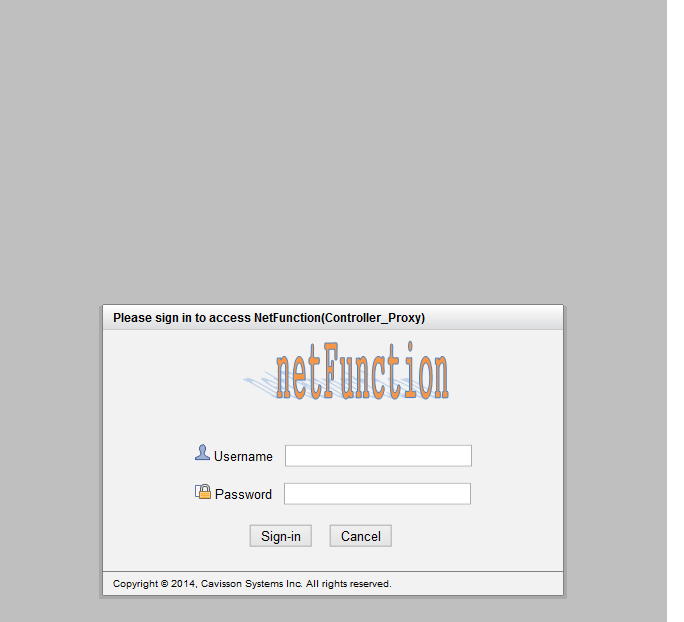 Please sign in to access NetFunction(Controller_Proxy)
netFunction
Username
Password
Sign-in Cancel
Copyright © 2014, Cavisson Systems Inc. All rights reserved.